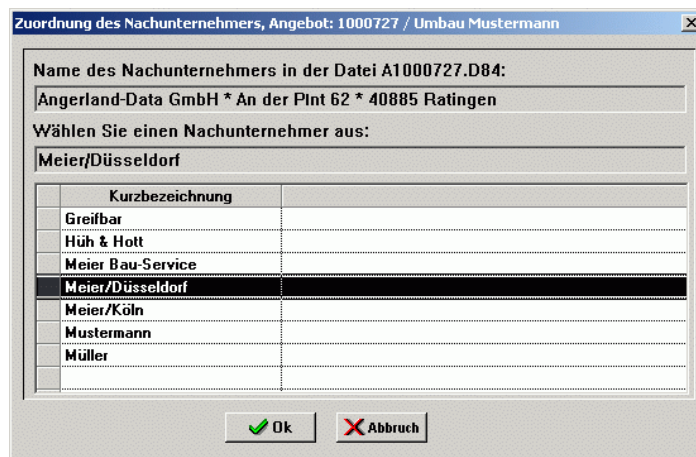 Zuordnung des Nachunternehmers, Angebot: 1000727 / Umbau Mustermann
Name des Nachunternehmers in der Datei A1000727.D84:
Angerland-Data GmbH * An der Pint 62 * 40885 Ratingen
Wählen Sie einen Nachunternehmer aus:
Meier/Düsseldorf
Kurzbezeichnung
Greifbar
Hüh & Hott
Meier Bau-Service
Meier/Düsseldorf
Meier/Köln
Mustermann
Müller
Ok
Abbruch